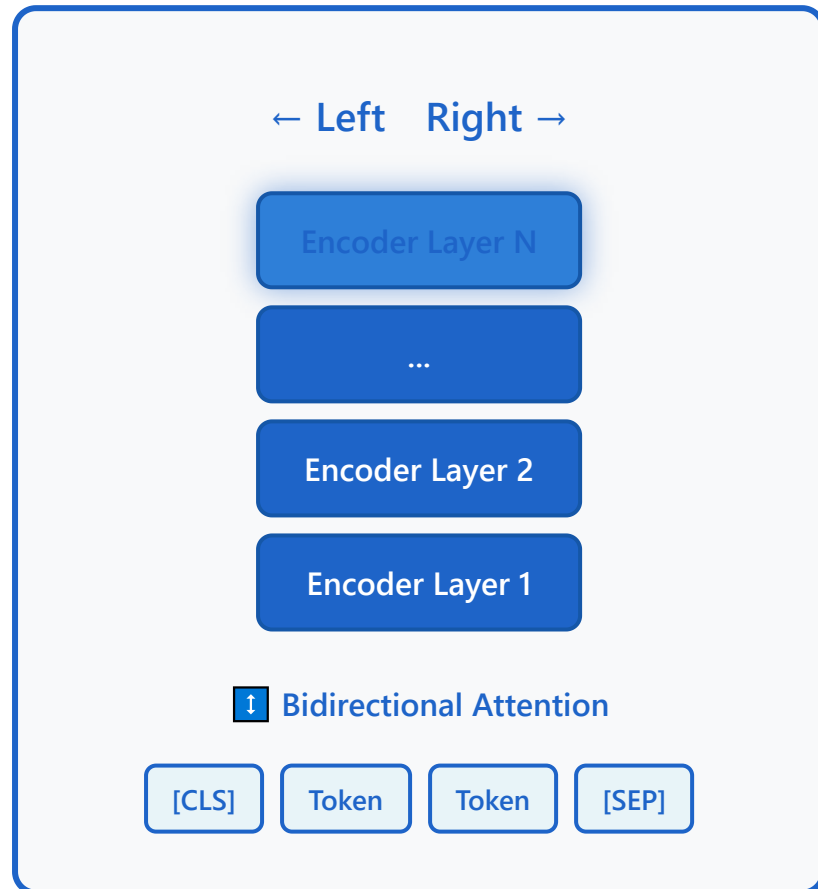 ← Left Right →
Encoder Layer N
...
Encoder Layer 2
Encoder Layer 1
↕ Bidirectional Attention
[CLS] Token Token [SEP]